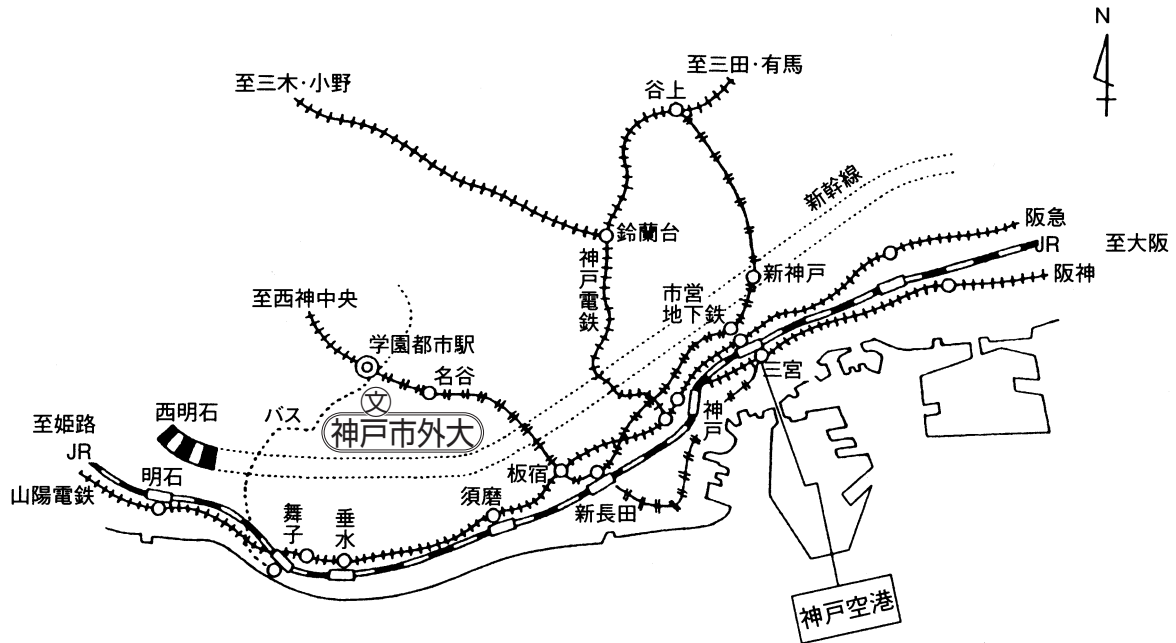 N
至三木・小野
至三田・有馬
谷上
新幹線
鈴蘭台
阪急
JR
至大阪
阪神
神戸電鉄
新神戸
市営
地下鉄
至西神中央
学園都市駅
名谷
三宮
文
神戸市外大
バス
西明石
至姫路
JR
神戸
明石
板宿
山陽電鉄
須磨
新長田
舞子
垂水
神戸空港